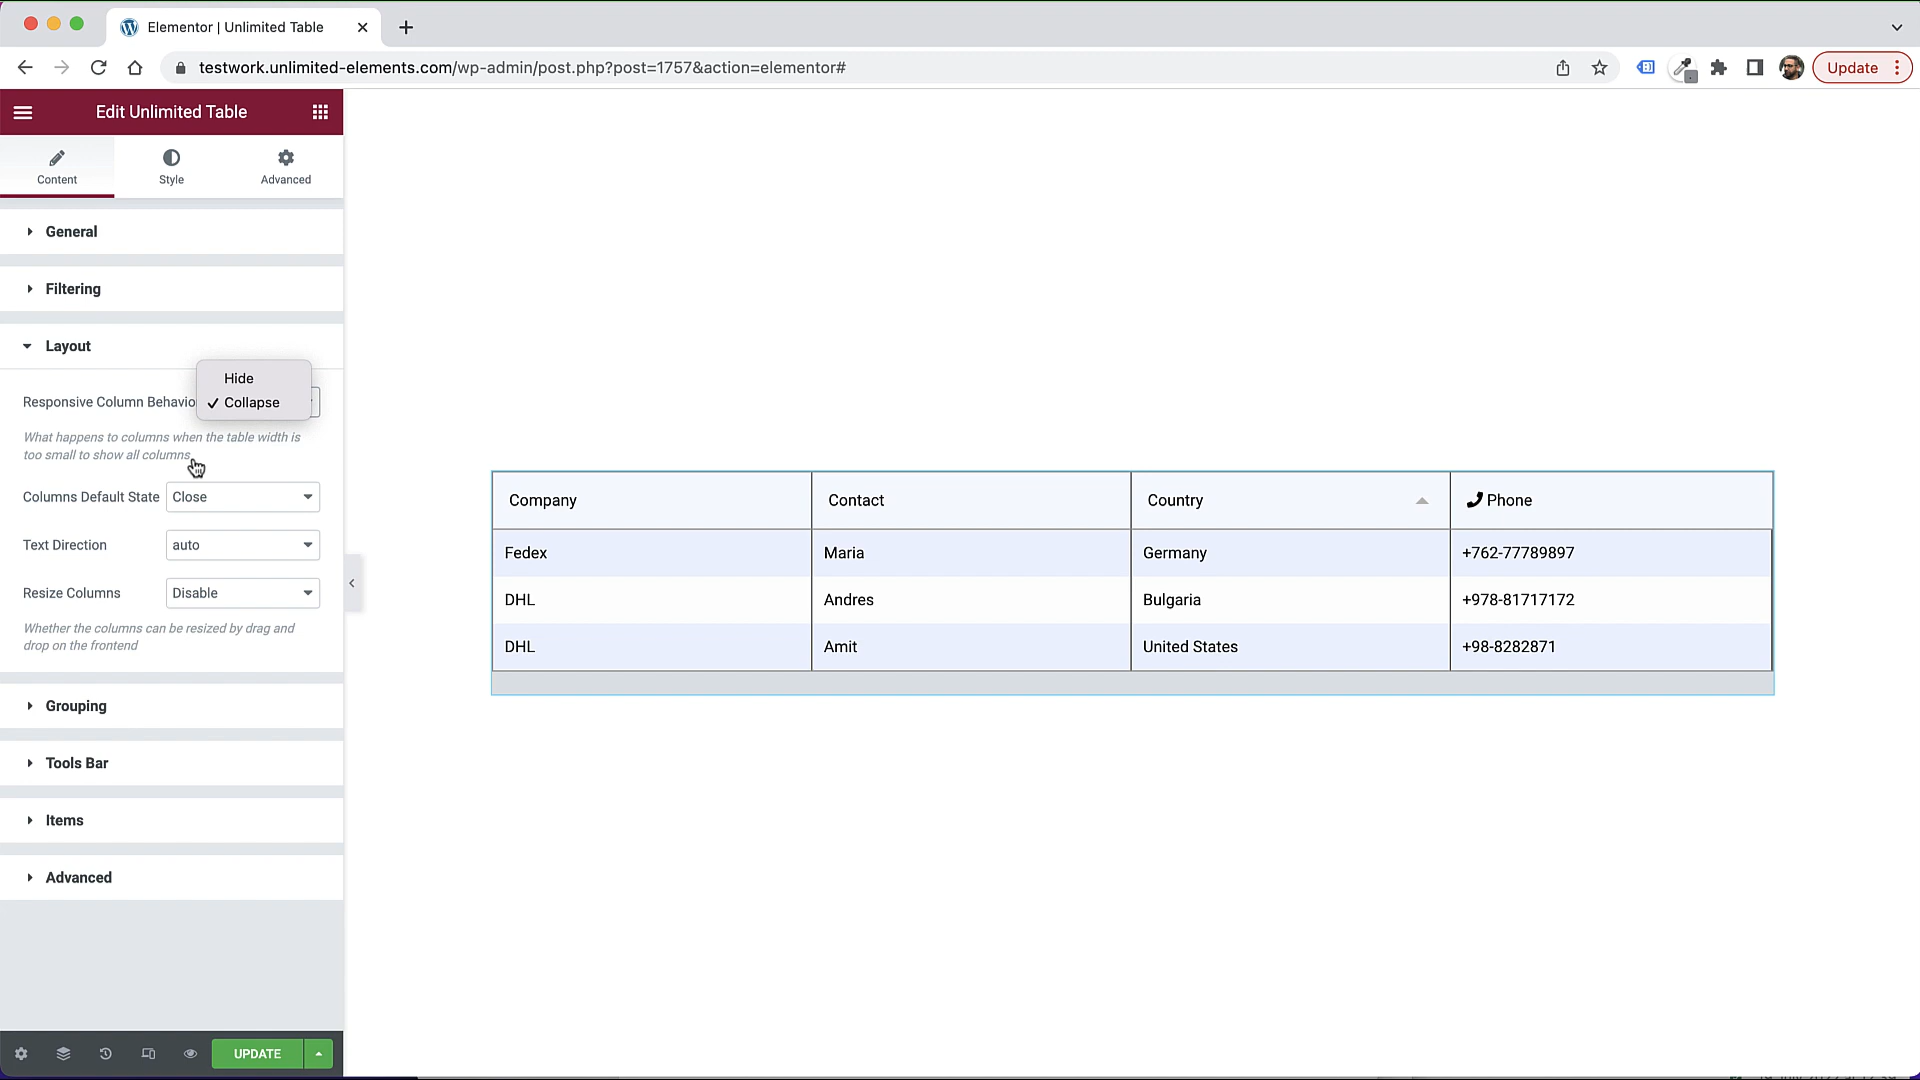 Elementor | Unlimited Table
testwork.unlimited-elements.com/wp-admin/post.php?post=1757&action=elementor#
Update
Edit Unlimited Table
Content
Style
Advanced
General
Filtering
Layout
Hide
Responsive Column Behavio
Collapse
What happens to columns when the table width is
too small to show all columns.
Columns Default State
Close
Text Direction
auto
Resize Columns
Disable
Whether the columns can be resized by drag and
drop on the frontend
Grouping
Tools Bar
Items
Advanced
UPDATE
Company Contact Country Phone
Fedex Maria Germany +762-77789897
DHL Andres Bulgaria +978-81717172
DHL Amit United States +98-8282871